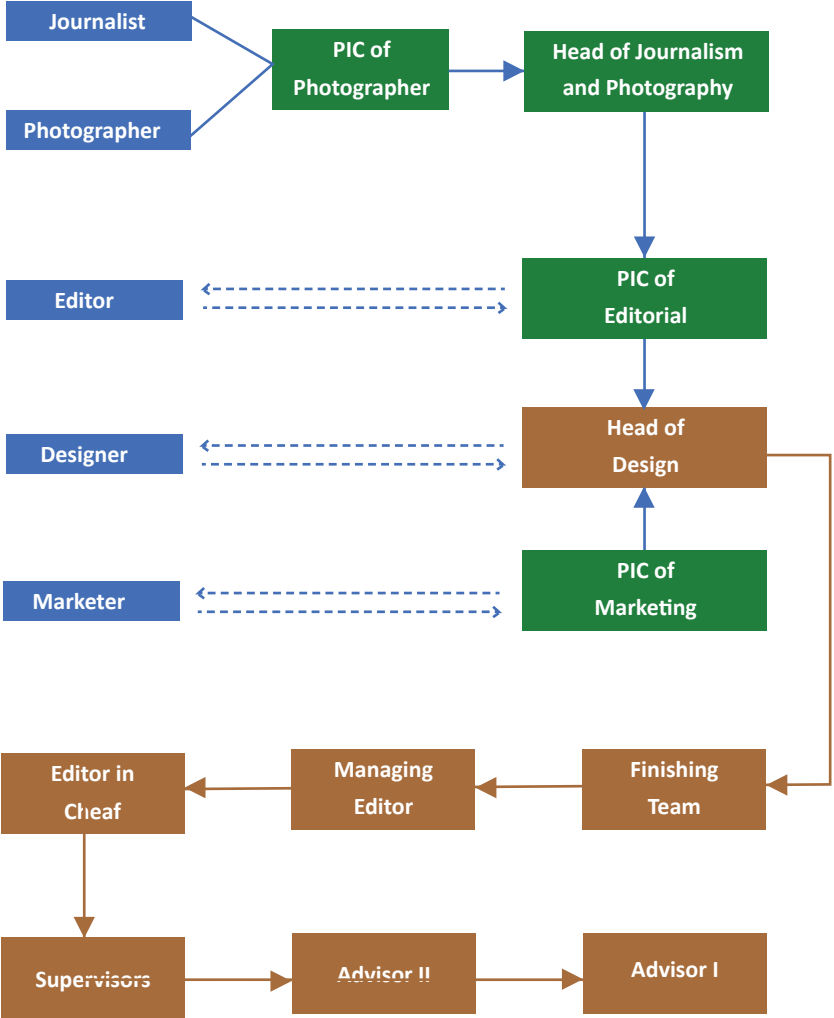 Journalist
PIC of
Photographer
Head of Journalism
and Photography
Photographer
Editor
PIC of
Editorial
Designer
Head of
Design
Marketer
PIC of
Marketing
Editor in
Cheaf
Managing
Editor
Finishing
Team
Supervisors
Advisor II
Advisor I